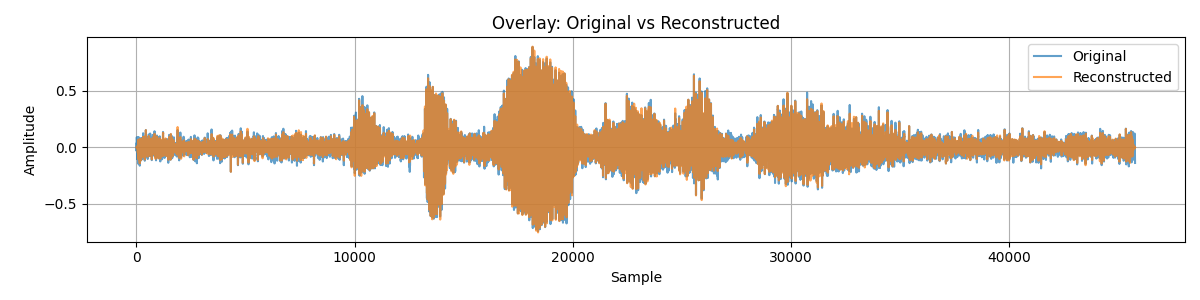 Overlay: Original vs Reconstructed
Original
Reconstructed
Amplitude
0.5
0.0
−0.5
0
10000
20000
30000
40000
Sample